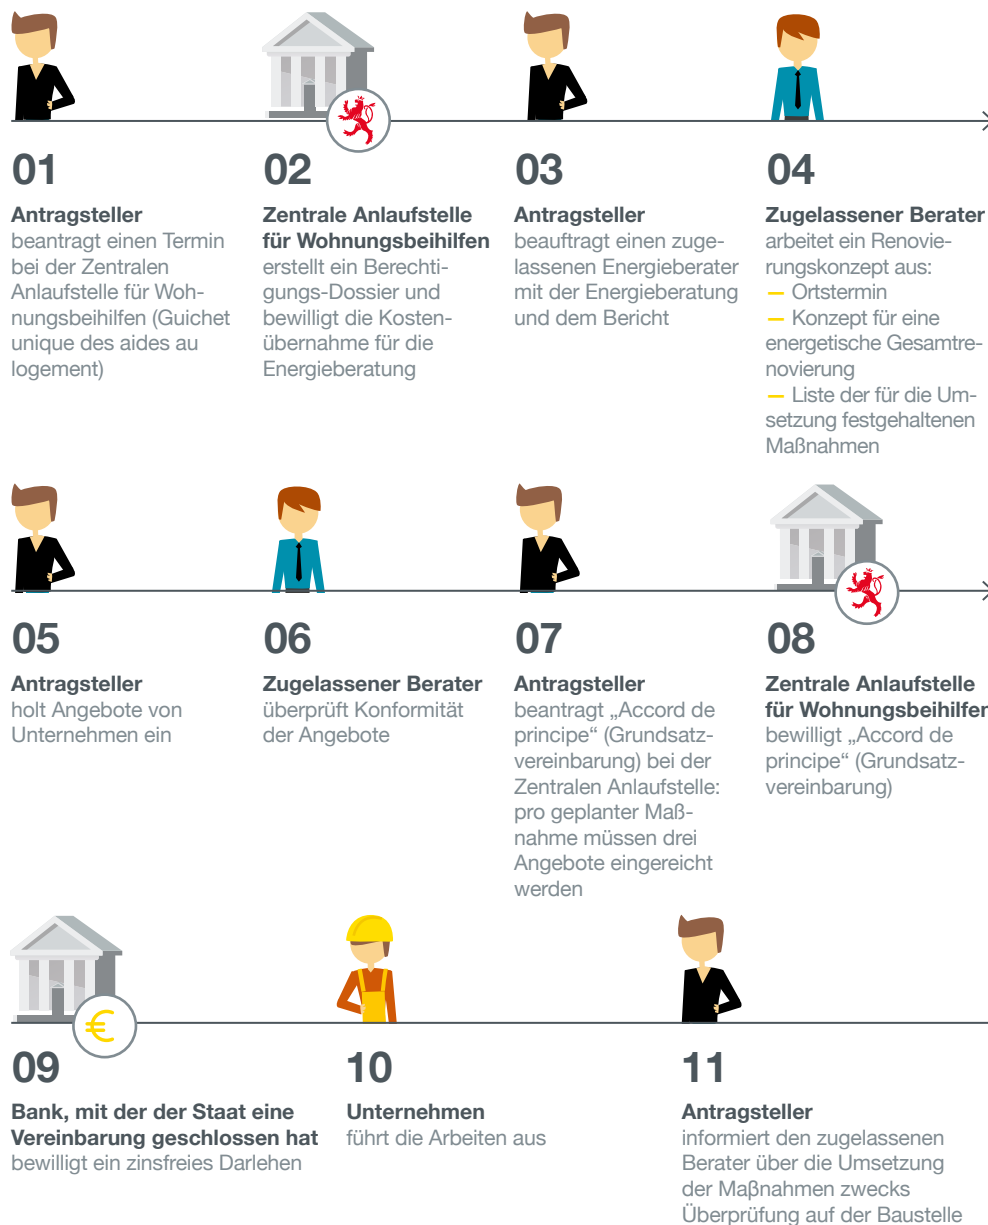 01
Antragsteller
beantragt einen Termin
bei der Zentralen
Anlaufstelle für Woh-
nungsbeihilfen (Guichet
unique des aides au
logement)
02
Zentrale Anlaufstelle
für Wohnungsbeihilfen
erstellt ein Berechti-
gungs-Dossier und
bewilligt die Kosten-
übernahme für die
Energieberatung
03
Antragsteller
beauftragt einen zuge-
lassenen Energieberater
mit der Energieberatung
und dem Bericht
04
Zugelassener Berater
arbeitet ein Renovie-
rungskonzept aus:
— Ortstermin
— Konzept für eine
energetische Gesamtre-
novierung
— Liste der für die Um-
setzung festgehaltenen
Maßnahmen
05
Antragsteller
holt Angebote von
Unternehmen ein
06
Zugelassener Berater
überprüft Konformität
der Angebote
07
Antragsteller
beantragt „Accord de
principe“ (Grundsatz-
vereinbarung) bei der
Zentralen Anlaufstelle:
pro geplanter Maß-
nahme müssen drei
Angebote eingereicht
werden
08
Zentrale Anlaufstelle
für Wohnungsbeihilfen
bewilligt „Accord de
principe“ (Grundsatz-
vereinbarung)
€
09
Bank, mit der der Staat eine
Vereinbarung geschlossen hat
bewilligt ein zinsfreies Darlehen
10
Unternehmen
führt die Arbeiten aus
11
Antragsteller
informiert den zugelassenen
Berater über die Umsetzung
der Maßnahmen zwecks
Überprüfung auf der Baustelle